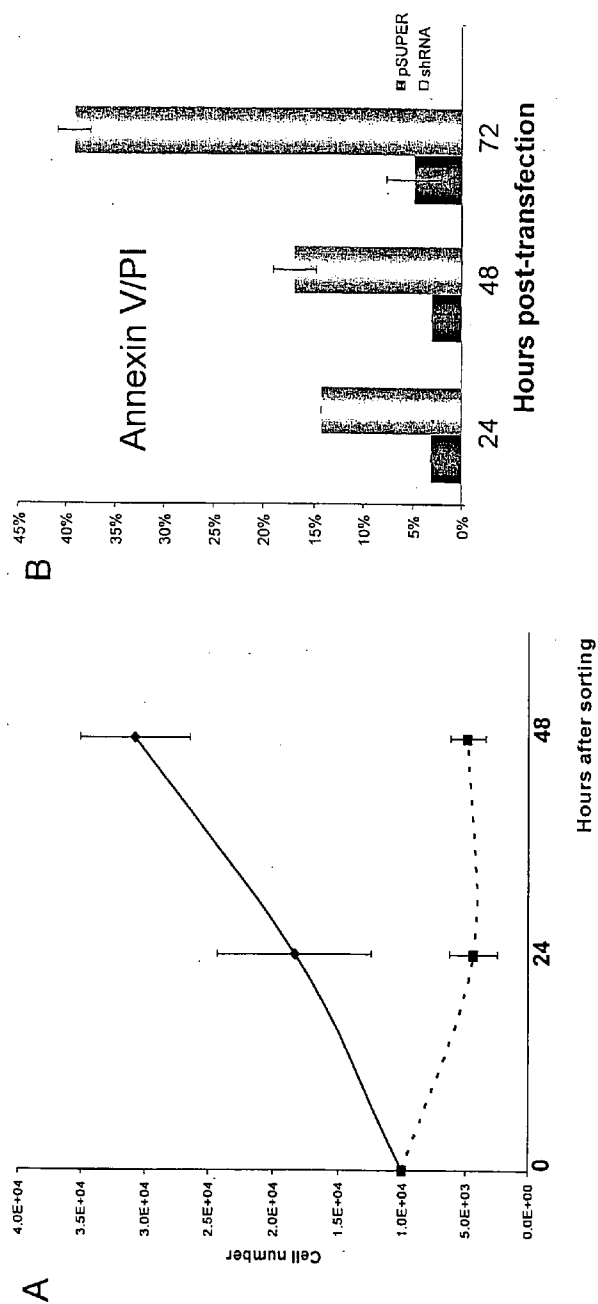 A
4.0E+04
3.5E+04
3.0E+04
2.5E+04
2.0E+04
1.5E+04
1.0E+04
5.0E+03
0.0E+00
Cell number
0
24
48
Hours after sorting
B
45%
40%
35%
30%
25%
20%
15%
10%
5%
0%
Annexin V/PI
24
48
72
Hours post-transfection
pSUPER
shRNA